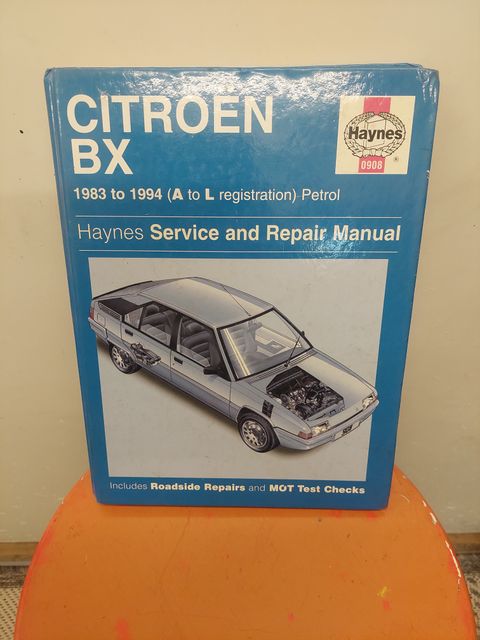 CITROËN
BX
Haynes
®
0908
1983 to 1994 (A to L registration) Petrol
Haynes Service and Repair Manual
Includes Roadside Repairs and MOT Test Checks